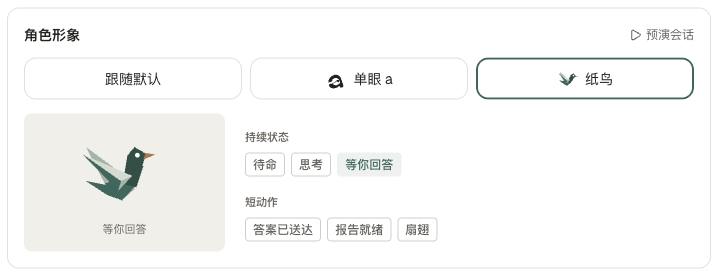 角色形象
预演会话
跟随默认
单眼 a
纸鸟
持续状态
待命
思考
等你回答
短动作
答案已送达
报告就绪
扇翅
等你回答